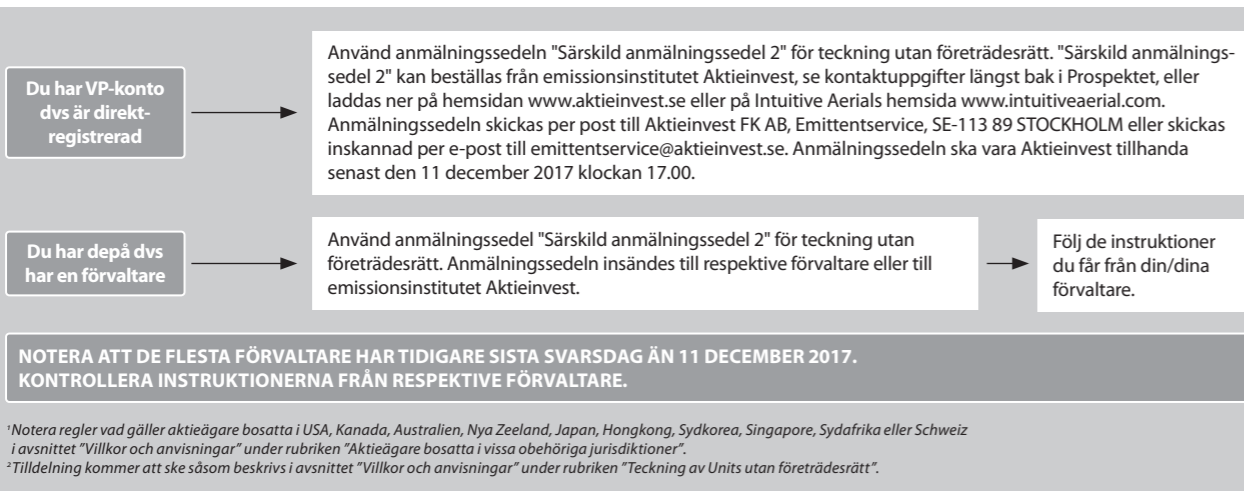 Du har VP-konto
dvs är direkt-
registrerad
Använd anmälningssedeln "Särskild anmälningssedel 2" för teckning utan företrädesrätt. "Särskild anmälnings-
sedel 2" kan beställas från emissionsinstitutet Aktieinvest, se kontaktuppgifter längst bak i Prospektet, eller
laddas ner på hemsidan www.aktieinvest.se eller på Intuitive Aerials hemsida www.intuitiveaerial.com.
Anmälningssedeln skickas per post till Aktieinvest FK AB, Emittentservice, SE-113 89 STOCKHOLM eller skickas
inskannad per e-post till emittentservice@aktieinvest.se. Anmälningssedeln ska vara Aktieinvest tillhanda
senast den 11 december 2017 klockan 17.00.
Du har depå dvs
har en förvaltare
Använd anmälningssedel "Särskild anmälningssedel 2" för teckning utan
företrädesrätt. Anmälningssedeln insändes till respektive förvaltare eller till
emissionsinstitutet Aktieinvest.
Följ de instruktioner
du får från din/dina
förvaltare.
NOTERA ATT DE FLESTA FÖRVALTARE HAR TIDIGARE SISTA SVARSDAG ÄN 11 DECEMBER 2017.
KONTROLLERA INSTRUKTIONERNA FRÅN RESPEKTIVE FÖRVALTARE.
¹Notera regler vad gäller aktieägare bosatta i USA, Kanada, Australien, Nya Zeeland, Japan, Hongkong, Sydkorea, Singapore, Sydafrika eller Schweiz
i avsnittet ”Villkor och anvisningar” under rubriken ”Aktieägare bosatta i vissa obehöriga jurisdiktioner”.
²Tilldelning kommer att ske såsom beskrivs i avsnittet ”Villkor och anvisningar” under rubriken ”Teckning av Units utan företrädesrätt”.